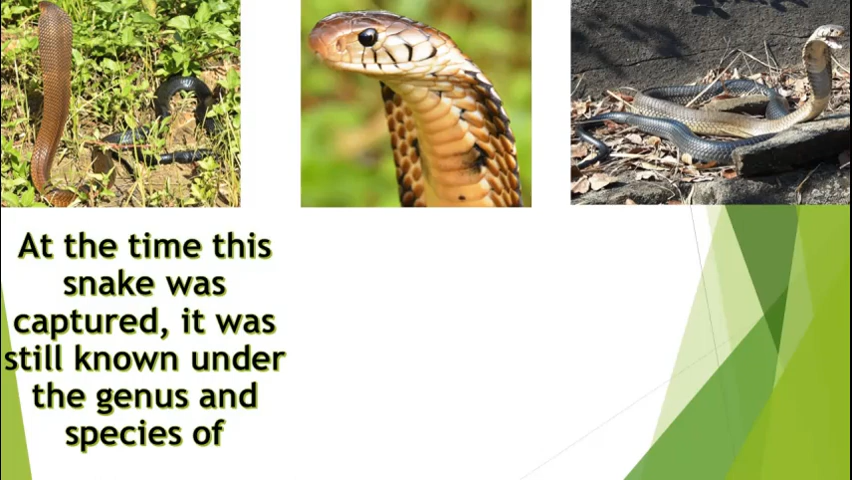 At the time this
snake was
captured, it was
still known under
the genus and
species of